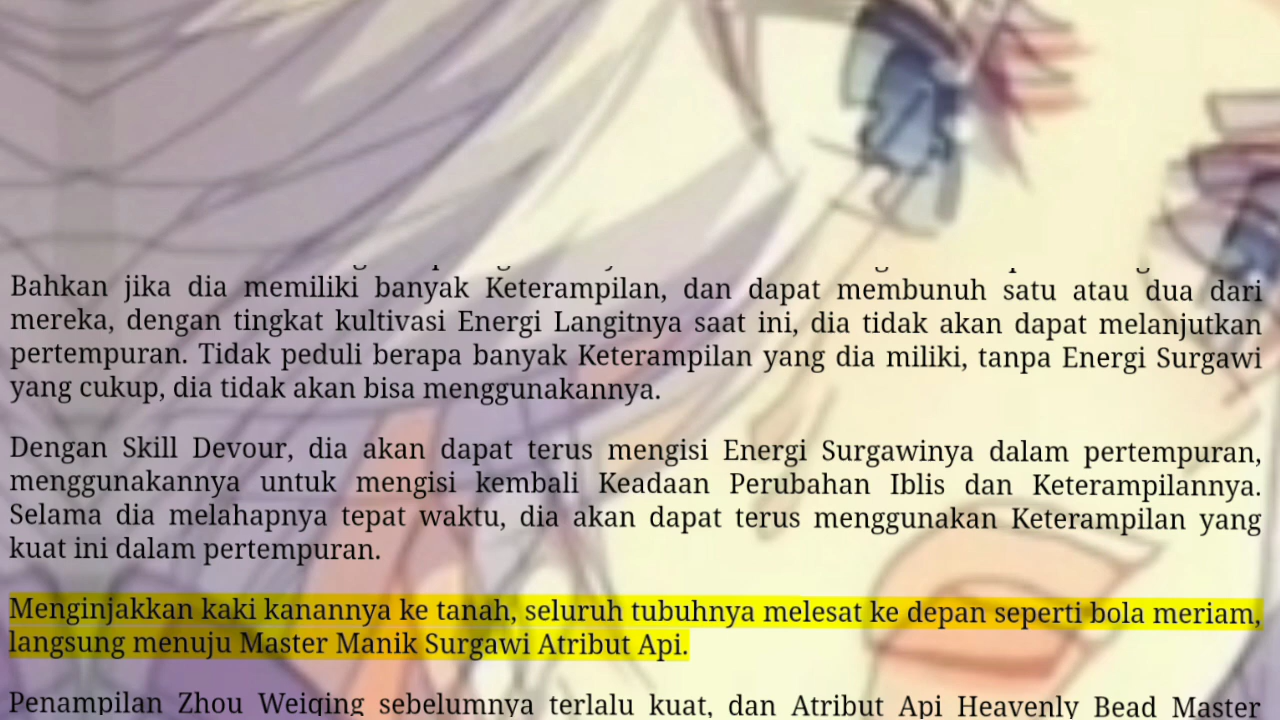 Bahkan jika dia memiliki banyak Keterampilan, dan dapat membunuh satu atau dua dari
mereka, dengan tingkat kultivasi Energi Langitnya saat ini, dia tidak akan dapat melanjutkan
pertempuran. Tidak peduli berapa banyak Keterampilan yang dia miliki, tanpa Energi Surgawi
yang cukup, dia tidak akan bisa menggunakannya.
Dengan Skill Devour, dia akan dapat terus mengisi Energi Surgawinya dalam pertempuran,
menggunakannya untuk mengisi kembali Keadaan Perubahan Iblis dan Keterampilannya.
Selama dia melahapnya tepat waktu, dia akan dapat terus menggunakan Keterampilan yang
kuat ini dalam pertempuran.
Menginjakkan kaki kanannya ke tanah, seluruh tubuhnya melesat ke depan seperti bola meriam,
langsung menuju Master Manik Surgawi Atribut Api.
Penampilan Zhou Weiqing sebelumnya terlalu kuat, dan Atribut Api Heavenly Bead Master